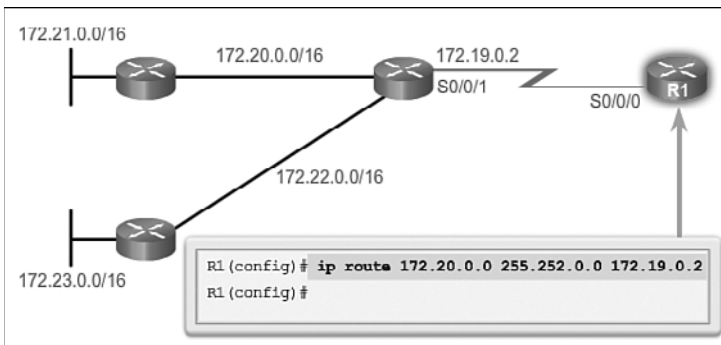 172.21.0.0/16
172.20.0.0/16
172.19.0.2
S0/0/1
S0/0/0
R1
172.22.0.0/16
172.23.0.0/16
R1(config)# ip route 172.20.0.0 255.252.0.0 172.19.0.2
R1(config)#